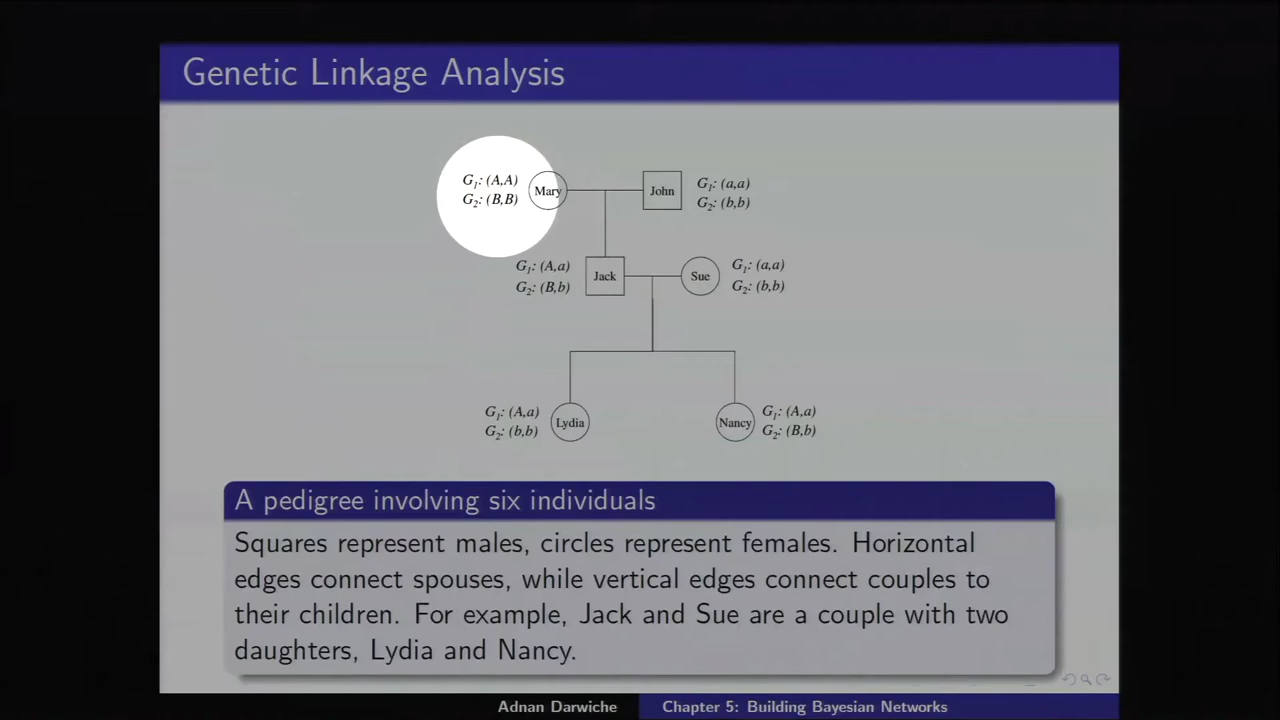 Genetic Linkage Analysis
G1: (A,A)
G2: (B,B)
Mary
John
G1: (a,a)
G2: (b,b)
G1: (A,a)
G2: (B,b)
Jack
Sue
G1: (a,a)
G2: (b,b)
G1: (A,a)
G2: (b,b)
Lydia
Nancy
G1: (A,a)
G2: (B,b)
A pedigree involving six individuals
Squares represent males, circles represent females. Horizontal
edges connect spouses, while vertical edges connect couples to
their children. For example, Jack and Sue are a couple with two
daughters, Lydia and Nancy.
Adnan Darwiche
Chapter 5: Building Bayesian Networks